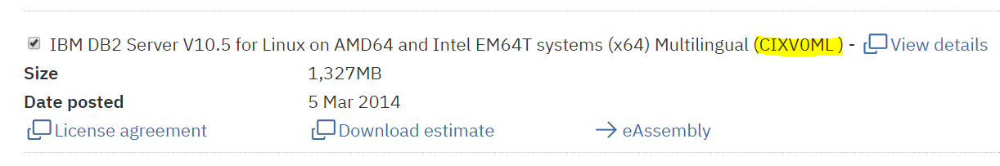 IBM DB2 Server V10.5 for Linux on AMD64 and Intel EM64T systems (x64) Multilingual (CIXV0ML ) - View details
Size 1,327MB
Date posted 5 Mar 2014
License agreement Download estimate eAssembly